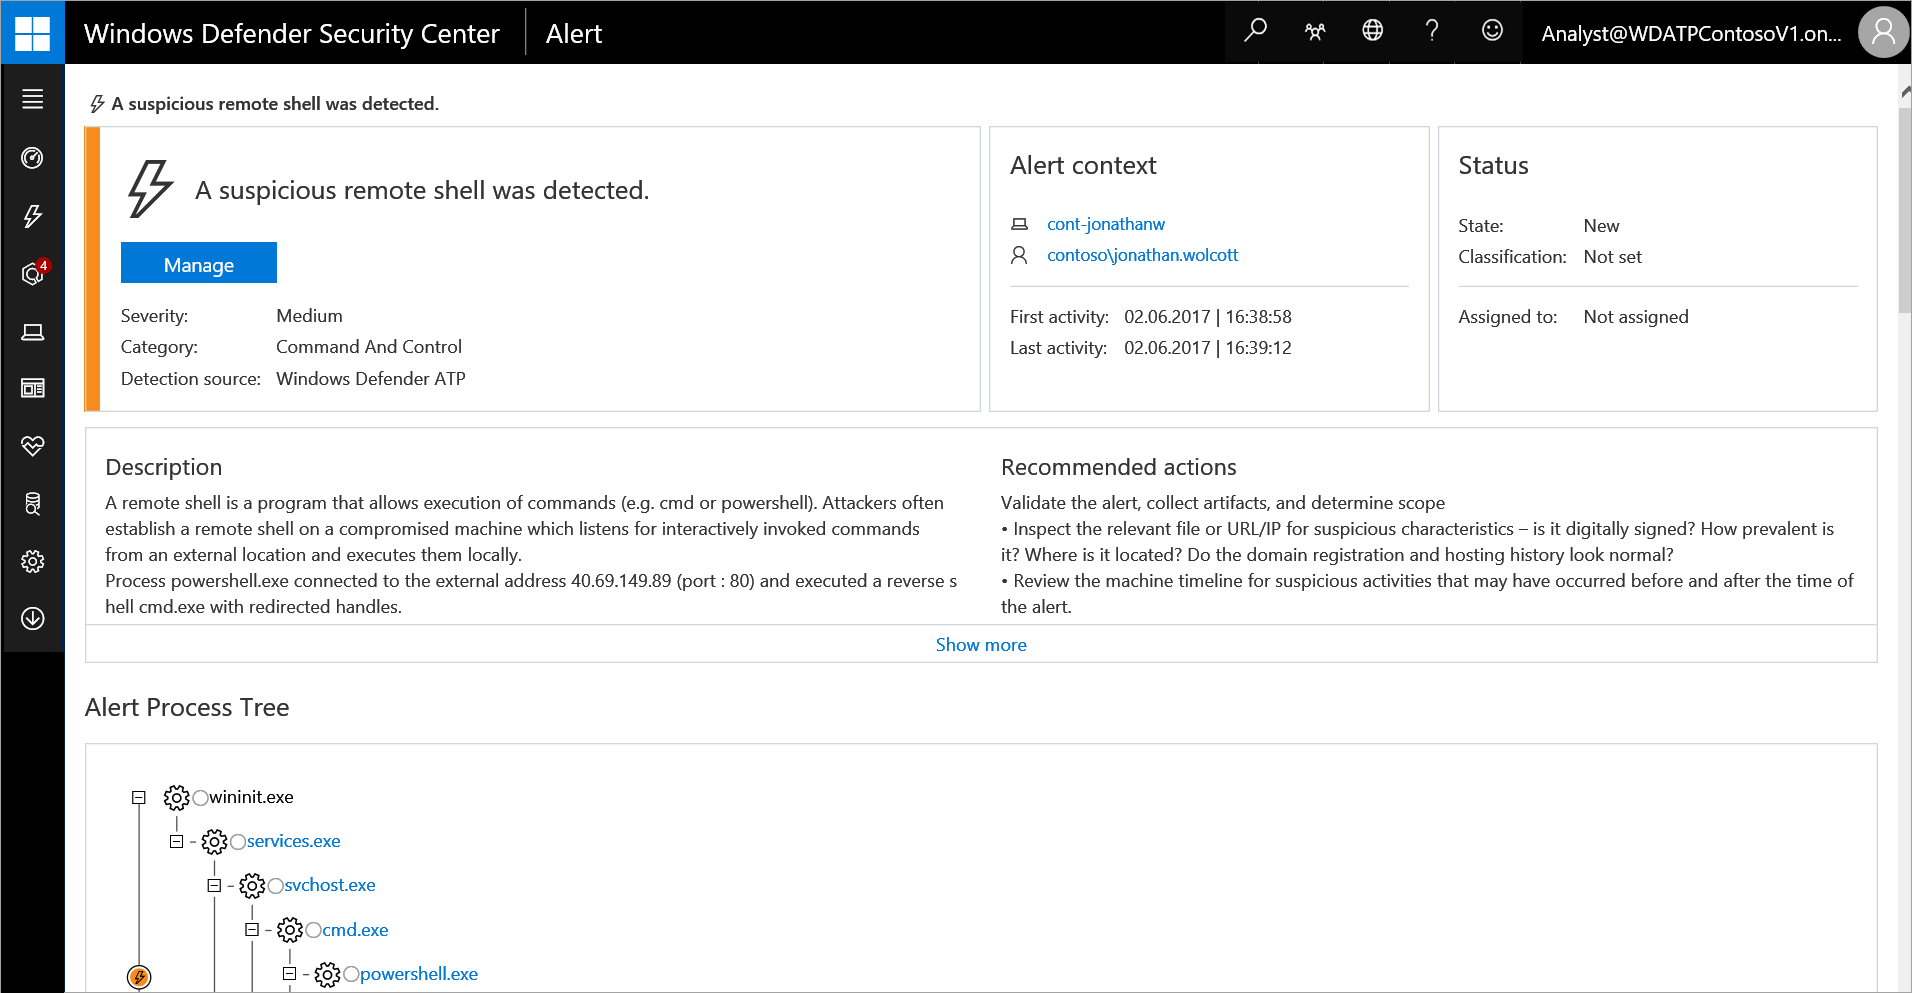 Windows Defender Security Center
Alert
Analyst@WDATPContosoV1.on...
4
A suspicious remote shell was detected.
A suspicious remote shell was detected.
Manage
Severity: Medium
Category: Command And Control
Detection source: Windows Defender ATP
Alert context
cont-jonathanw
contoso\jonathan.wolcott
First activity: 02.06.2017 | 16:38:58
Last activity: 02.06.2017 | 16:39:12
Status
State: New
Classification: Not set
Assigned to: Not assigned
Description
A remote shell is a program that allows execution of commands (e.g. cmd or powershell). Attackers often
establish a remote shell on a compromised machine which listens for interactively invoked commands
from an external location and executes them locally.
Process powershell.exe connected to the external address 40.69.149.89 (port : 80) and executed a reverse s
hell cmd.exe with redirected handles.
Recommended actions
Validate the alert, collect artifacts, and determine scope
• Inspect the relevant file or URL/IP for suspicious characteristics – is it digitally signed? How prevalent is
it? Where is it located? Do the domain registration and hosting history look normal?
• Review the machine timeline for suspicious activities that may have occurred before and after the time of
the alert.
Show more
Alert Process Tree
wininit.exe
services.exe
svchost.exe
cmd.exe
powershell.exe